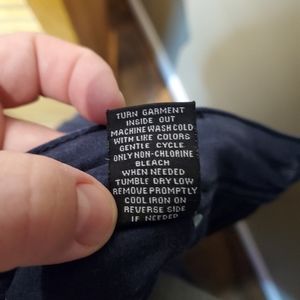 TURN GARMENT
INSIDE OUT
MACHINE WASH COLD
WITH LIKE COLORS
GENTLE CYCLE
ONLY NON-CHLORINE
BLEACH
WHEN NEEDED
TUMBLE DRY LOW
REMOVE PROMPTLY
COOL IRON ON
REVERSE SIDE
IF NEEDED